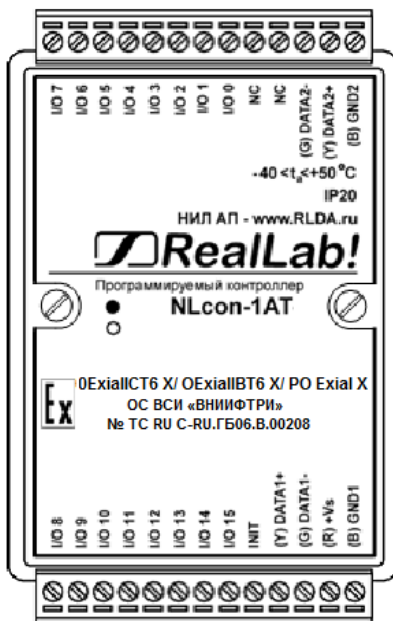 I/O 7
I/O 6
I/O 5
I/O 4
I/O 3
I/O 2
I/O 1
I/O 0
NC
NC
(G) DATA2-
(Y) DATA2+
(B) GND2
-40 <t₀<+50 °C
IP20
НИЛ АП - www.RLDA.ru
RealLab!
Программируемый контроллер
NLcon-1AT
Ex
0ExiaIICT6 X/ OExiaIIBT6 X/ PO ExiaI X
ОС ВСИ «ВНИИФТРИ»
№ ТС RU C-RU.ГБ06.В.00208
I/O 8
I/O 9
I/O 10
I/O 11
I/O 12
I/O 13
I/O 14
I/O 15
INIT
(Y) DATA1+
(G) DATA1-
(R) +Vs
(B) GND1